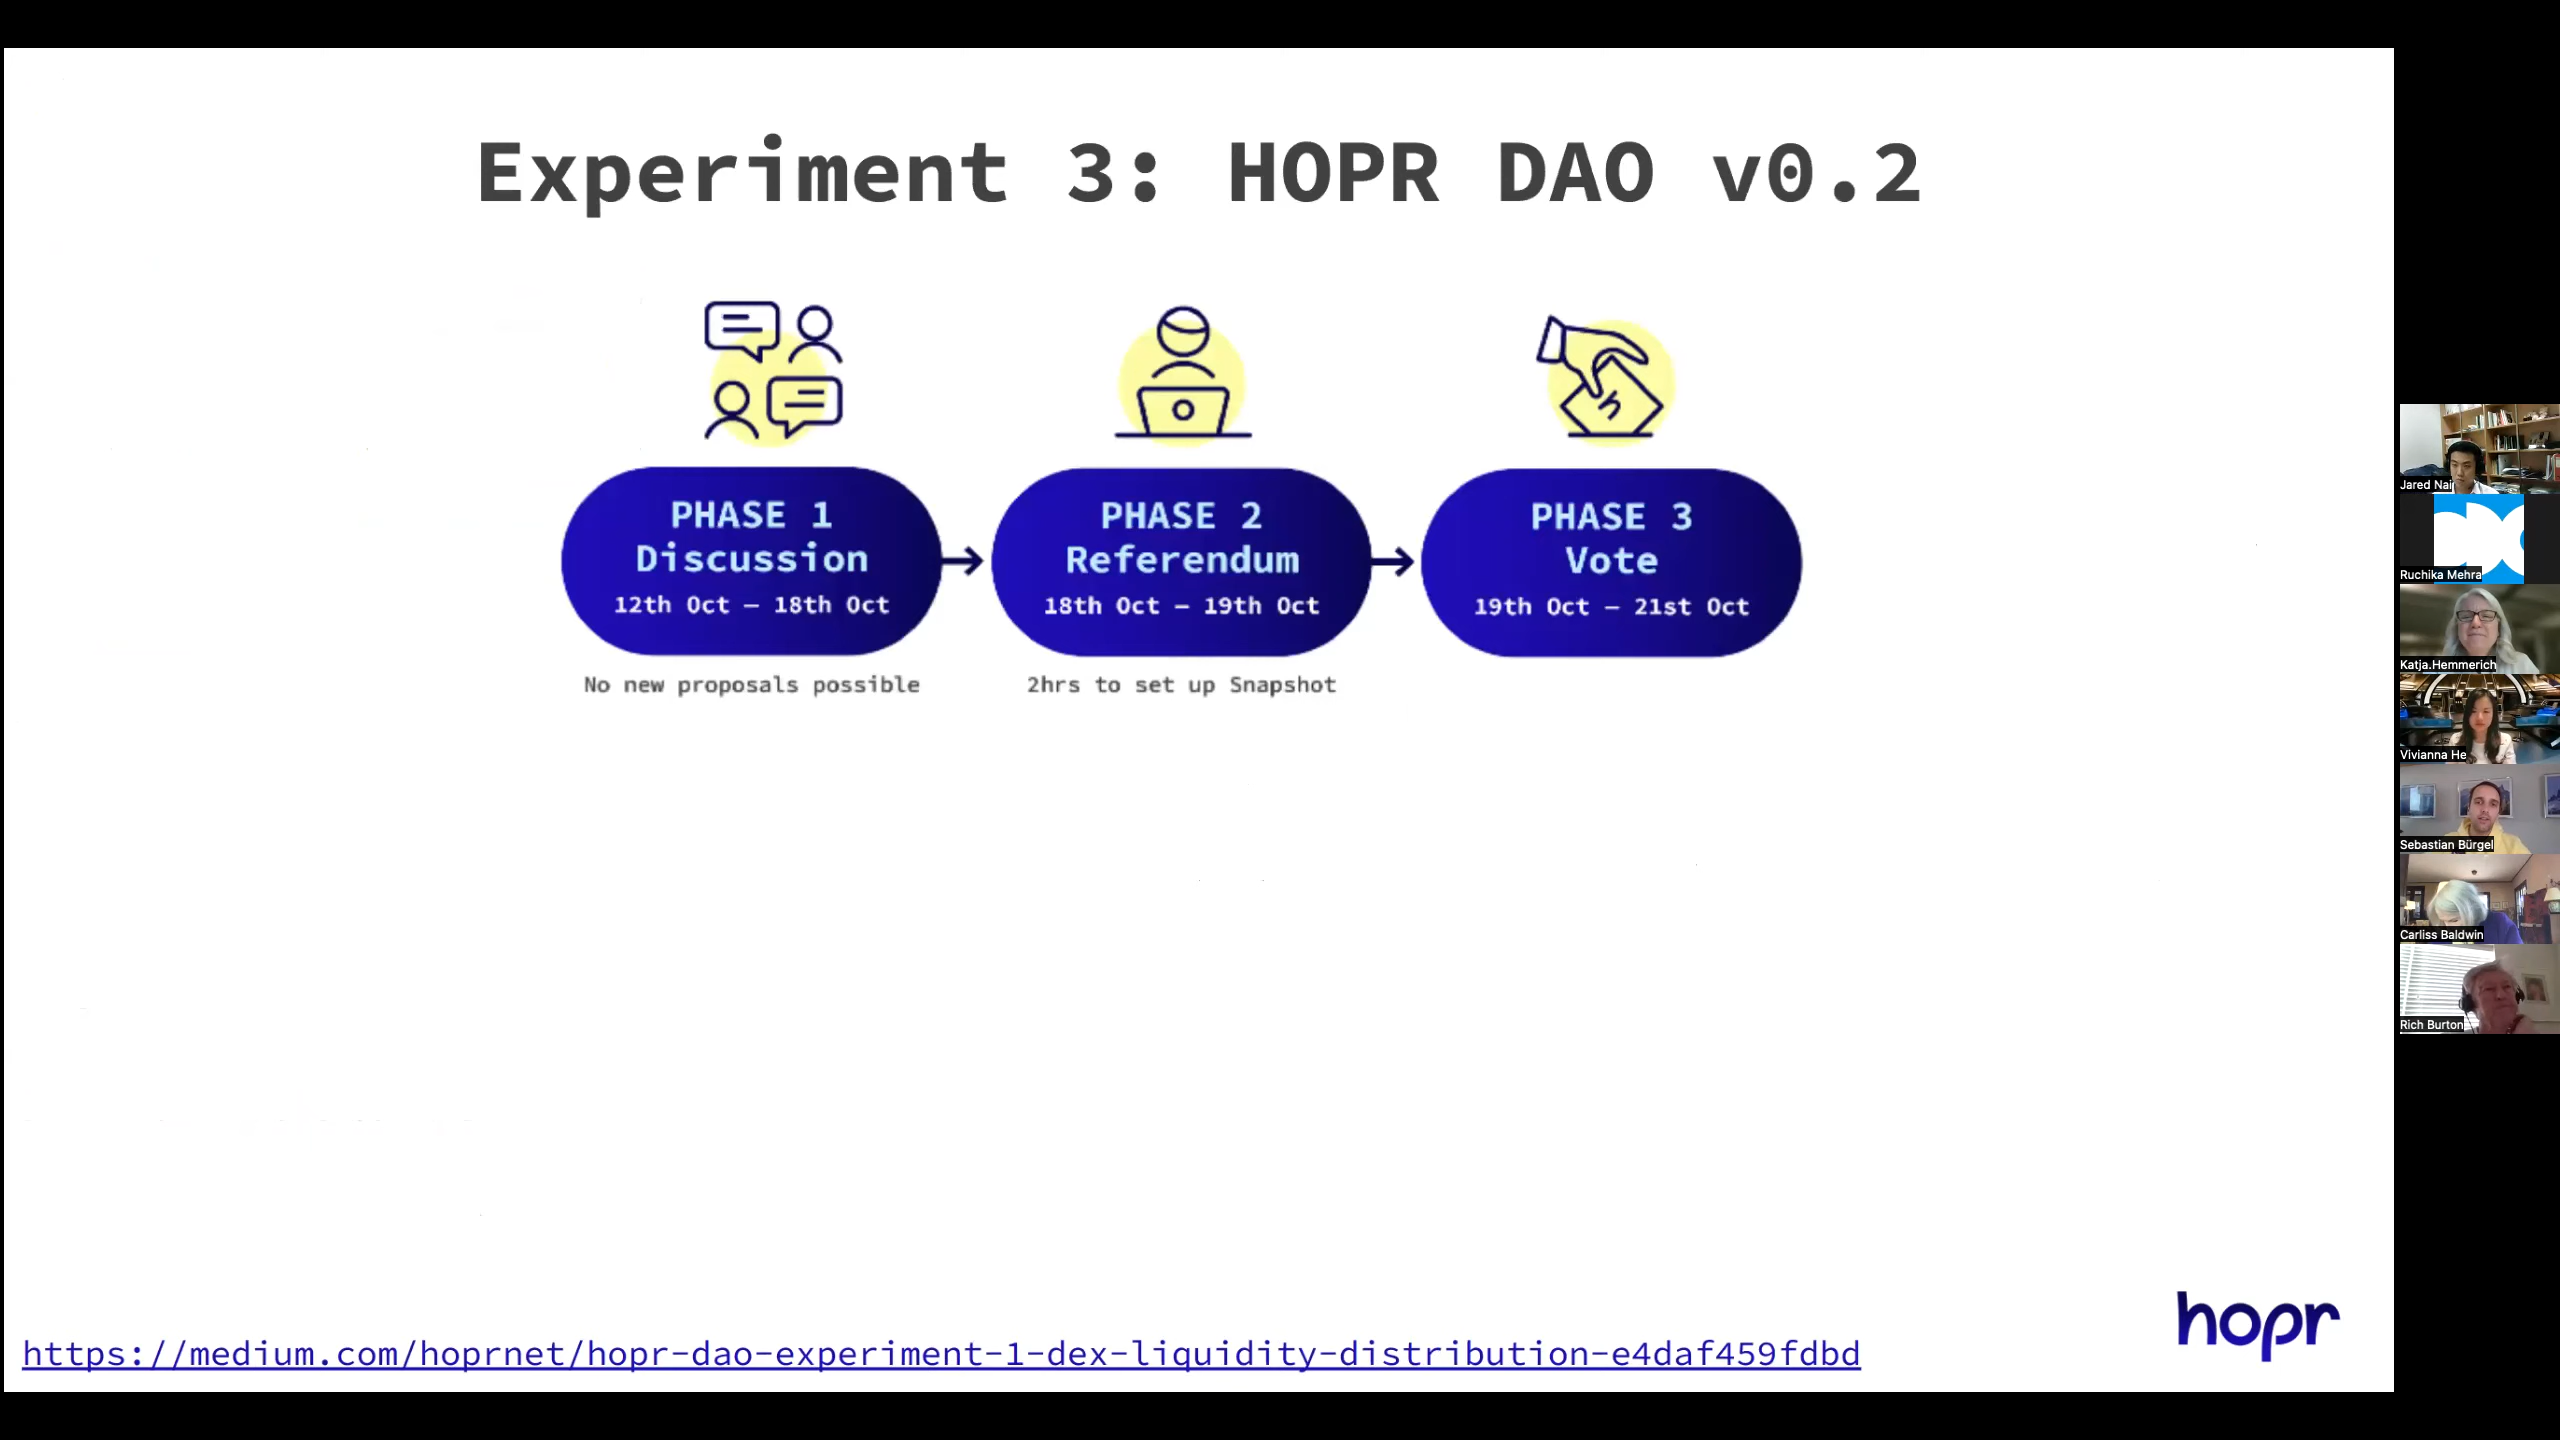 Experiment 3: HOPR DAO v0.2
PHASE 1
Discussion
12th Oct – 18th Oct
No new proposals possible
PHASE 2
Referendum
18th Oct – 19th Oct
2hrs to set up Snapshot
PHASE 3
Vote
19th Oct – 21st Oct
https://medium.com/hoprnet/hopr-dao-experiment-1-dex-liquidity-distribution-e4daf459fdbd
hopr
Jared Nai
Ruchika Mehra
Katja.Hemmerich
Vivianna He
Sebastian Bürgel
Carliss Baldwin
Rich Burton